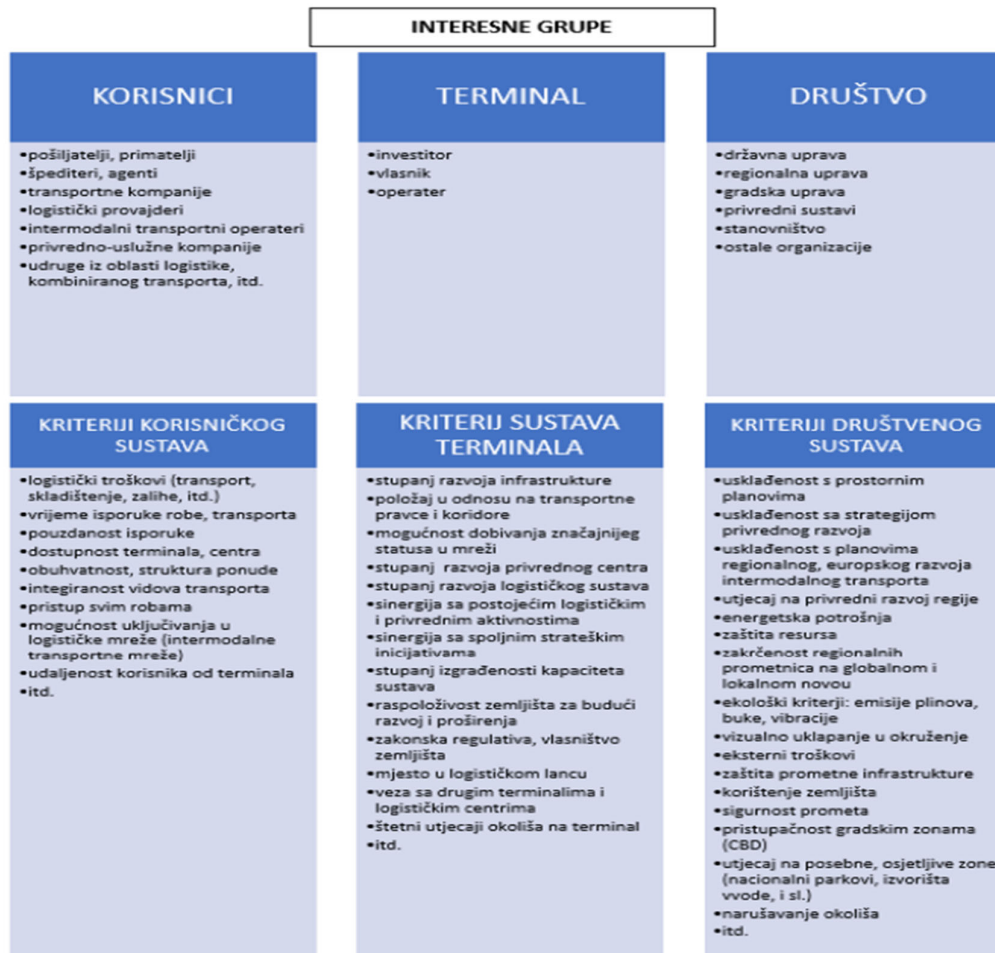 INTERESNE GRUPE
KORISNICI
•pošiljatelji, primatelji
•špediteri, agenti
•transportne kompanije
•logistički provajderi
•intermodalni transportni operateri
•privredno-uslužne kompanije
•udruge iz oblasti logistike,
kombiniranog transporta, itd.
TERMINAL
•investitor
•vlasnik
•operater
DRUŠTVO
•državna uprava
•regionalna uprava
•gradska uprava
•privredni sustavi
•stanovništvo
•ostale organizacije
KRITERIJI KORISNIČKOG
SUSTAVA
•logistički troškovi (transport,
skladištenje, zalihe, itd.)
•vrijeme isporuke robe, transporta
•pouzdanost isporuke
•dostupnost terminala, centra
•obuhvatnost, struktura ponude
•integriranost vidova transporta
•pristup svim robama
•mogućnost uključivanja u
logističke mreže (intermodalne
transportne mreže)
•udaljenost korisnika od terminala
•itd.
KRITERIJ SUSTAVA
TERMINALA
•stupanj razvoja infrastrukture
•položaj u odnosu na transportne
pravce i koridore
•mogućnost dobivanja značajnijeg
statusa u mreži
•stupanj razvoja privrednog centra
•stupanj razvoja logističkog sustava
•sinergija sa postojećim logističkim
i privrednim aktivnostima
•sinergija sa spoljnim strateškim
inicijativama
•stupanj izgrađenosti kapaciteta
sustava
•raspoloživost zemljišta za budući
razvoj i proširenja
•zakonska regulativa, vlasništvo
zemljišta
•mjesto u logističkom lancu
•veza sa drugim terminalima i
logističkim centrima
•štetni utjecaji okoliša na terminal
•itd.
KRITERIJI DRUŠTVENOG
SUSTAVA
•usklađenost s prostornim
planovima
•usklađenost sa strategijom
privrednog razvoja
•usklađenost s planovima
regionalnog, europskog razvoja
intermodalnog transporta
•utjecaj na privredni razvoj regije
•energetska potrošnja
•zaštita resursa
•zakrčenost regionalnih
prometnica na globalnom i
lokalnom novou
•ekološki kriterji: emisije plinova,
buke, vibracije
•vizualno uklapanje u okruženje
•eksterni troškovi
•zaštita prometne infrastrukture
•korištenje zemljišta
•sigurnost prometa
•pristupačnost gradskim zonama
(CBD)
•utjecaj na posebne, osjetljive zone
(nacionalni parkovi, izvorišta
vvode, i sl.)
•narušavanje okoliša
•itd.